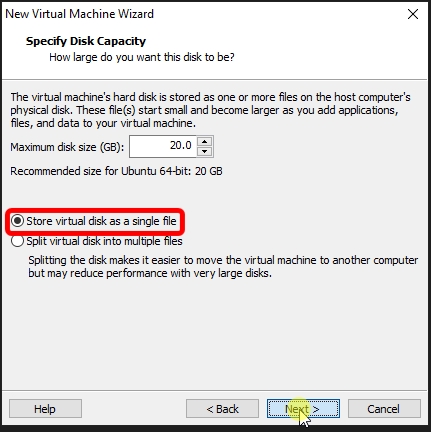 New Virtual Machine Wizard
Specify Disk Capacity
How large do you want this disk to be?
The virtual machine's hard disk is stored as one or more files on the host computer's
physical disk. These file(s) start small and become larger as you add applications,
files, and data to your virtual machine.
Maximum disk size (GB): 20.0
Recommended size for Ubuntu 64-bit: 20 GB
Store virtual disk as a single file
Split virtual disk into multiple files
Splitting the disk makes it easier to move the virtual machine to another computer
but may reduce performance with very large disks.
Help < Back Next > Cancel